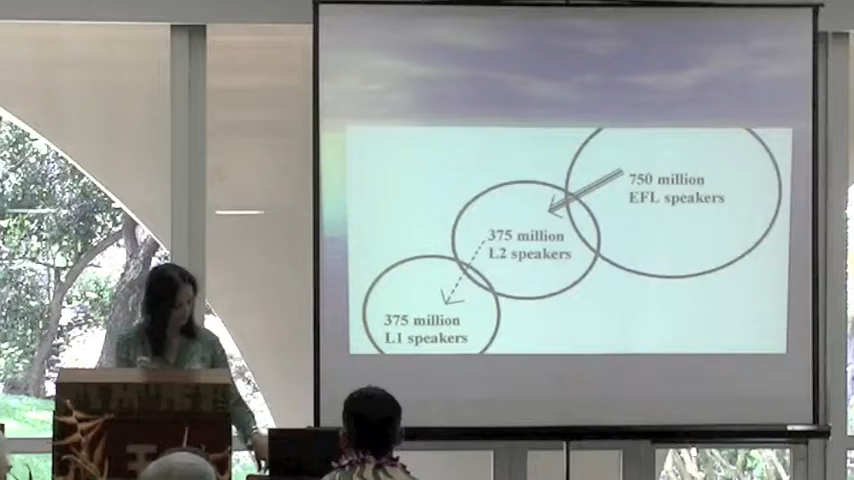 750 million
EFL speakers
375 million
L2 speakers
375 million
L1 speakers